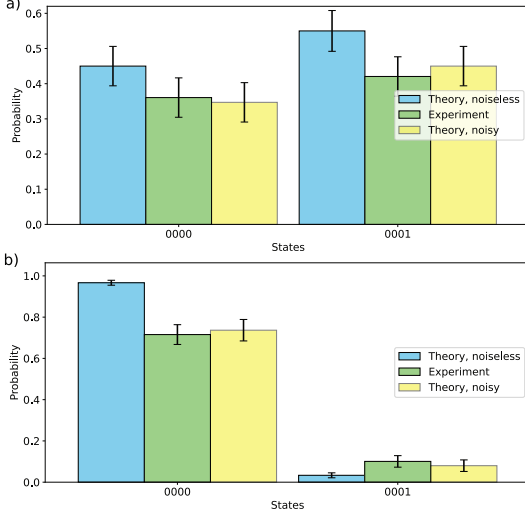 a)
0.6
0.5
0.4
0.3
0.2
0.1
0.0
Probability
Theory, noiseless
Experiment
Theory, noisy
0000 0001
States
b)
1.0
0.8
0.6
0.4
0.2
0.0
Probability
Theory, noiseless
Experiment
Theory, noisy
0000 0001
States